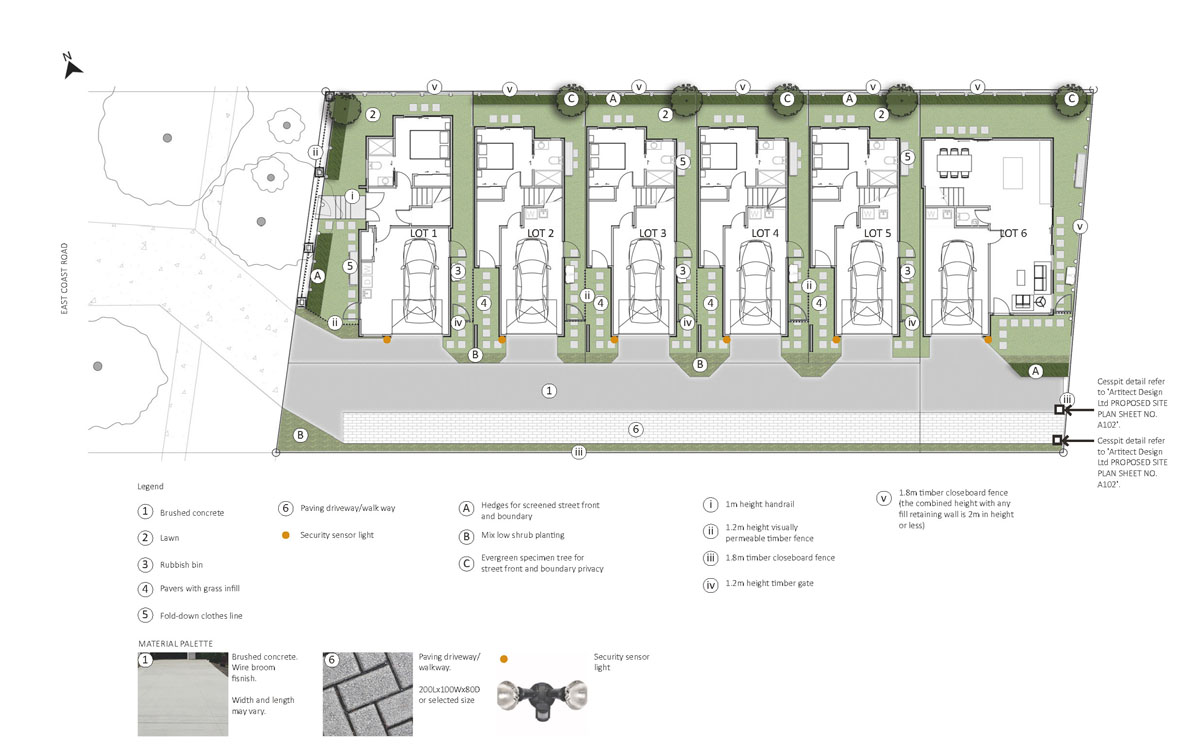 N
v
v
v
v
v
v
C
A
C
A
C
2
2
2
ii
5
5
i
v
EAST COAST ROAD
LOT 1
LOT 2
LOT 3
LOT 4
LOT 5
LOT 6
5
3
3
3
A
ii
ii
4
4
4
4
ii
iv
iv
iv
B
B
A
1
iii
6
B
iii
Cesspit detail refer
to 'Artitect Design
Ltd PROPOSED SITE
PLAN SHEET NO.
A102'.
Cesspit detail refer
to 'Artitect Design
Ltd PROPOSED SITE
PLAN SHEET NO.
A102'.
Legend
1 Brushed concrete
2 Lawn
3 Rubbish bin
4 Pavers with grass infill
5 Fold-down clothes line
6 Paving driveway/walk way
Security sensor light
A Hedges for screened street front
and boundary
B Mix low shrub planting
C Evergreen specimen tree for
street front and boundary privacy
i 1m height handrail
ii 1.2m height visually
permeable timber fence
iii 1.8m timber closeboard fence
iv 1.2m height timber gate
v 1.8m timber closeboard fence
(the combined height with any
fill retaining wall is 2m in height
or less)
MATERIAL PALETTE
1
Brushed concrete.
Wire broom
fisnish.
Width and length
may vary.
6
Paving driveway/
walkway.
200Lx100Wx80D
or selected size
Security sensor
light